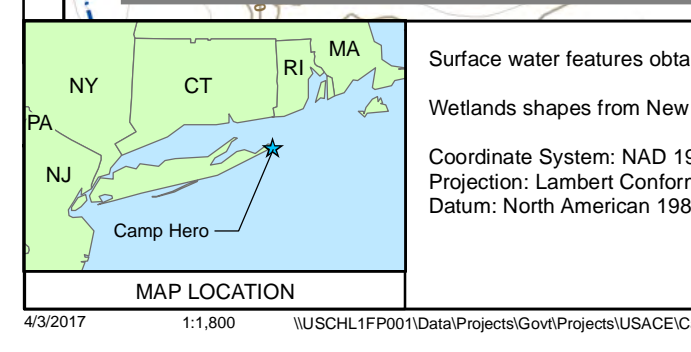 NY
CT
RI
MA
PA
NJ
Camp Hero
MAP LOCATION
Surface water features obta
Wetlands shapes from New
Coordinate System: NAD 19
Projection: Lambert Conform
Datum: North American 198
4/3/2017 1:1,800 \\USCHL1FP001\Data\Projects\Govt\Projects\USACE\C